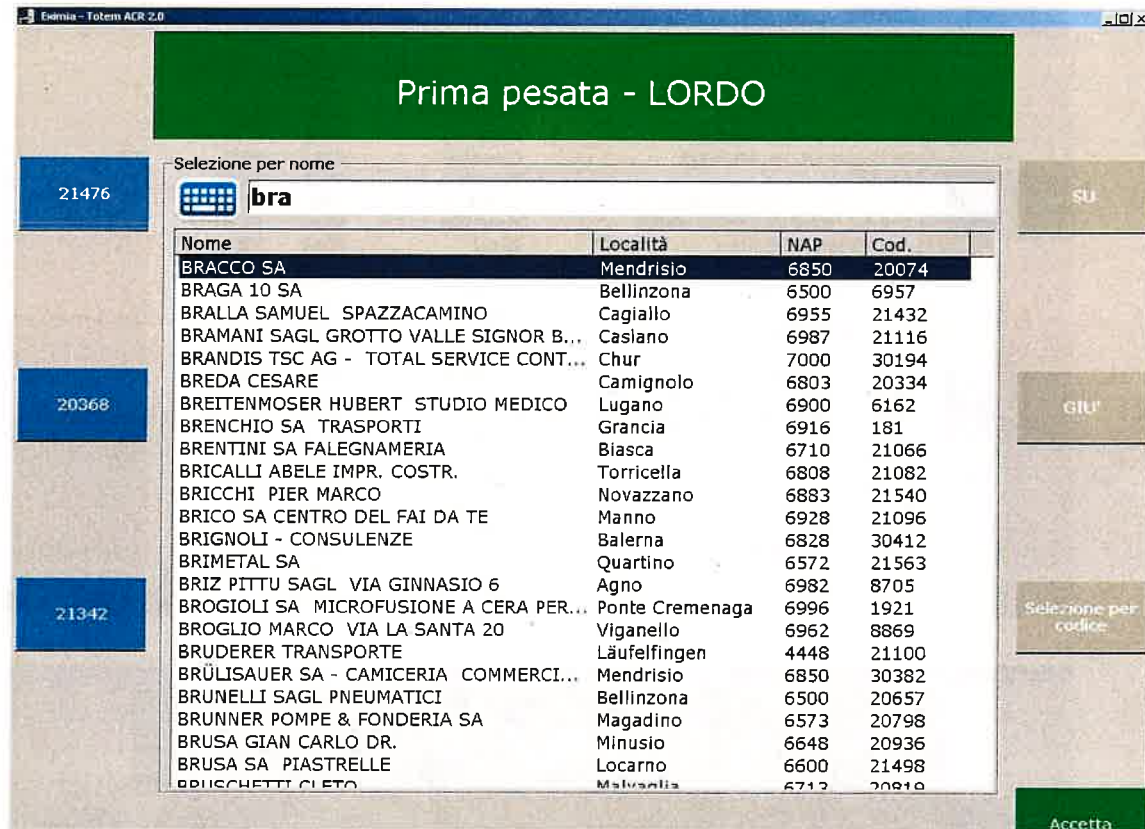 Eximia - Totem ACR 2.0
Prima pesata - LORDO
Selezione per nome
21476
bra
SU
Nome Località NAP Cod.
BRACCO SA Mendrisio 6850 20074
BRAGA 10 SA Bellinzona 6500 6957
BRALLA SAMUEL SPAZZACAMINO Cagiallo 6955 21432
BRAMANI SAGL GROTTO VALLE SIGNOR B... Caslano 6987 21116
BRANDIS TSC AG - TOTAL SERVICE CONT... Chur 7000 30194
BREDA CESARE Camignolo 6803 20334
20368
BREITENMOSER HUBERT STUDIO MEDICO Lugano 6900 6162
GIU'
BRENCHIO SA TRASPORTI Grancia 6916 181
BRENTINI SA FALEGNAMERIA Biasca 6710 21066
BRICALLI ABELE IMPR. COSTR. Torricella 6808 21082
BRICCHI PIER MARCO Novazzano 6883 21540
BRICO SA CENTRO DEL FAI DA TE Manno 6928 21096
BRIGNOLI - CONSULENZE Balerna 6828 30412
BRIMETAL SA Quartino 6572 21563
BRIZ PITTU SAGL VIA GINNASIO 6 Agno 6982 8705
21342
BROGIOLI SA MICROFUSIONE A CERA PER... Ponte Cremenaga 6996 1921
Selezione per
codice
BROGLIO MARCO VIA LA SANTA 20 Viganello 6962 8869
BRUDERER TRANSPORTE Läufelfingen 4448 21100
BRÜLISAUER SA - CAMICERIA COMMERCI... Mendrisio 6850 30382
BRUNELLI SAGL PNEUMATICI Bellinzona 6500 20657
BRUNNER POMPE & FONDERIA SA Magadino 6573 20798
BRUSA GIAN CARLO DR. Minusio 6648 20936
BRUSA SA PIASTRELLE Locarno 6600 21498
BRUSCHETTI CLETO Malvaglia 6713 20819
Accetta